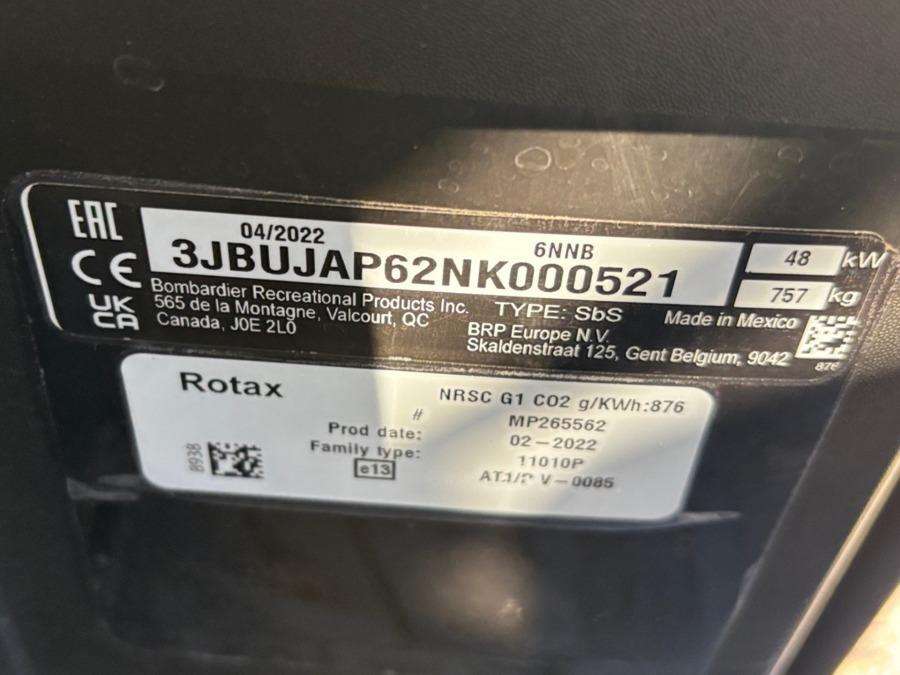 EAC
CE
UK
CA
04/2022
6NNB
3JBUJAP62NK000521
48 kW
757 kg
Bombardier Recreational Products Inc.
565 de la Montagne, Valcourt, QC
Canada, J0E 2L0
TYPE: SbS
Made in Mexico
BRP Europe N.V.
Skaldenstraat 125, Gent Belgium, 9042
876
Rotax
NRSC G1 CO2 g/KWh:876
# MP265562
Prod date: 02-2022
Family type: 11010P
e13
8938